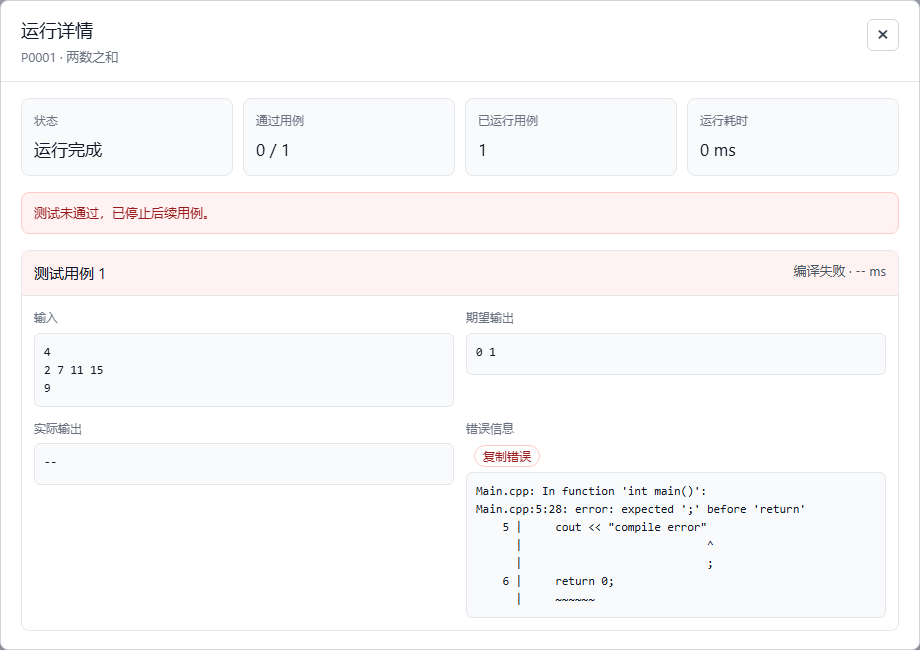 运行详情
P0001 · 两数之和
×
状态
运行完成
通过用例
0 / 1
已运行用例
1
运行耗时
0 ms
测试未通过，已停止后续用例。
测试用例 1
编译失败 · -- ms
输入
4
2 7 11 15
9
期望输出
0 1
实际输出
--
错误信息
复制错误
Main.cpp: In function 'int main()':
Main.cpp:5:28: error: expected ';' before 'return'
    5 |     cout << "compile error"
      |                            ^
      |                            ;
    6 |     return 0;
      |     ~~~~~~